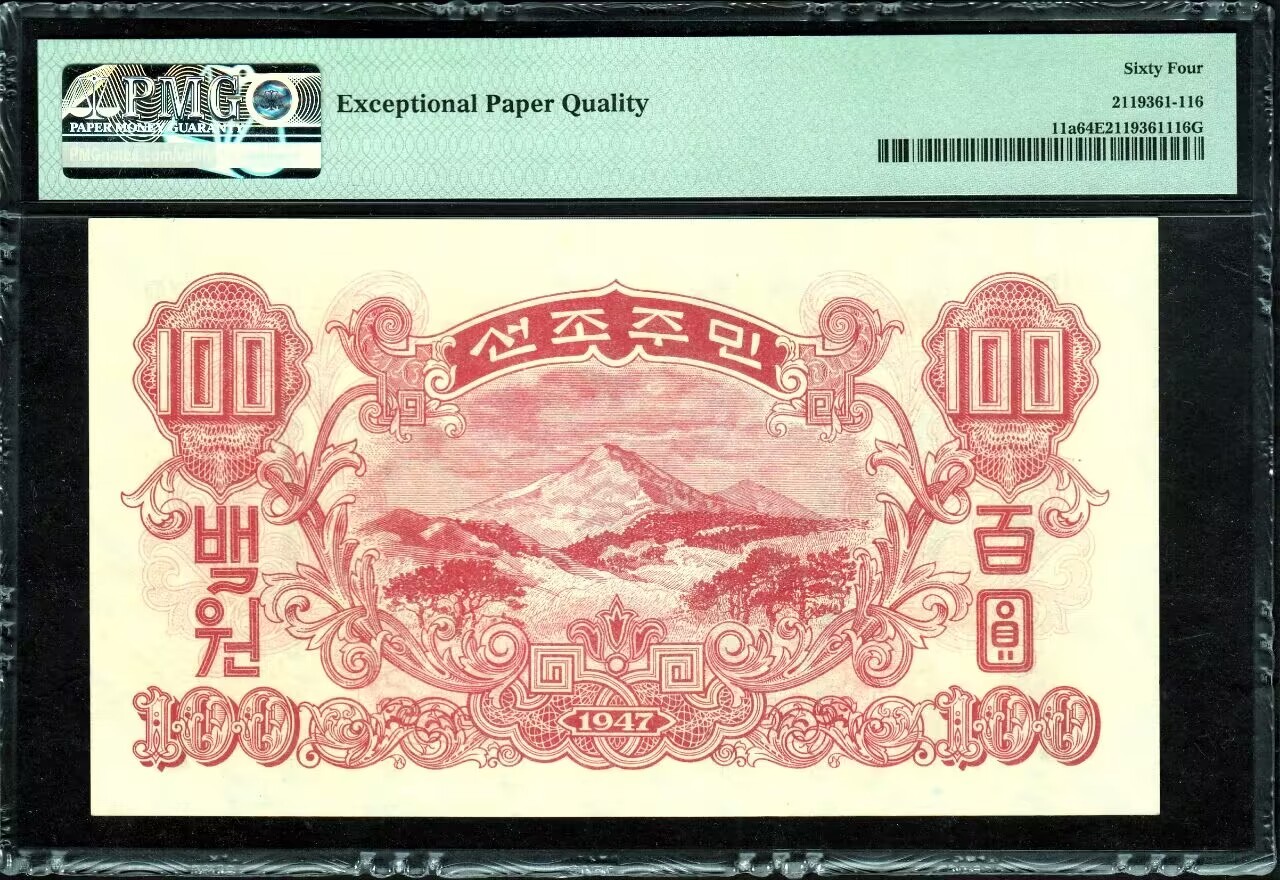 PMG
PAPER MONEY GUARANTY
Exceptional Paper Quality
Sixty Four
2119361-116
11a64E2119361116G
선조주민
100
100
백원
百圓
1947
100
100